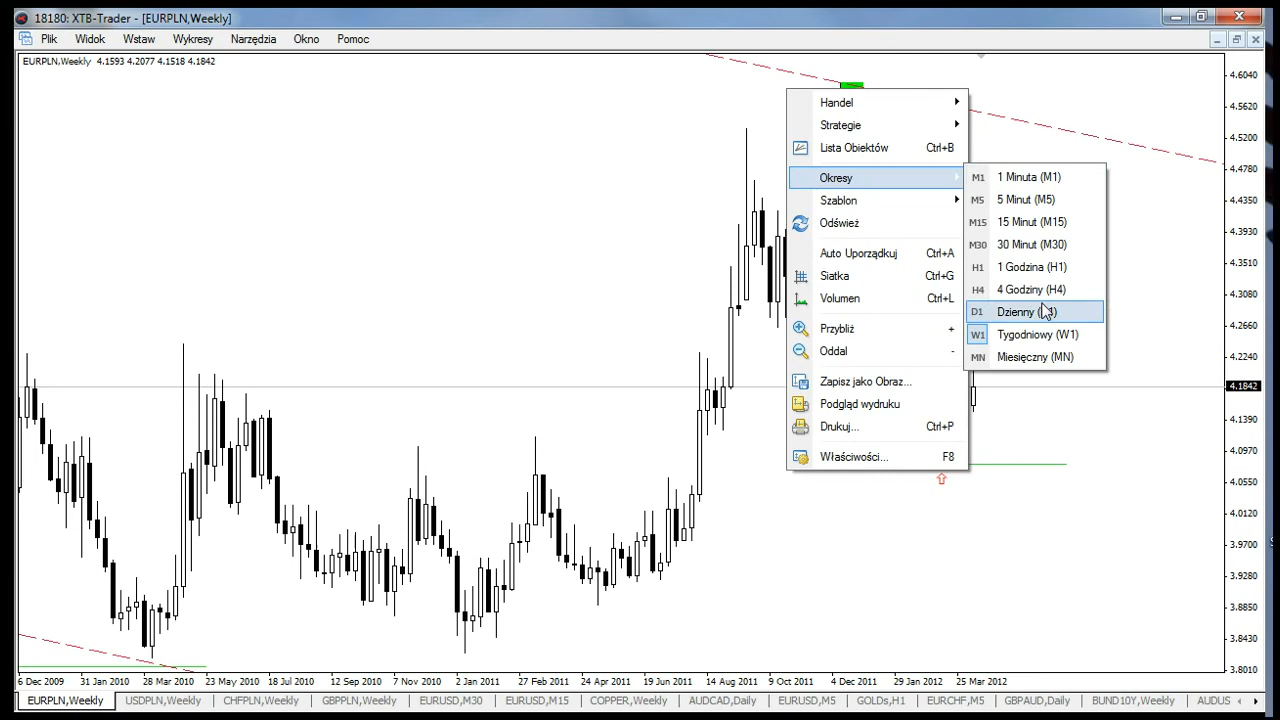 18180: XTB-Trader - [EURPLN,Weekly]
Plik Widok Wstaw Wykresy Narzędzia Okno Pomoc
EURPLN,Weekly 4.1593 4.2077 4.1518 4.1842
Handel
Strategie
Lista Obiektów Ctrl+B
Okresy
Szablon
Odśwież
Auto Uporządkuj Ctrl+A
Siatka Ctrl+G
Volumen Ctrl+L
Przybliż +
Oddal -
Zapisz jako Obraz...
Podgląd wydruku
Drukuj... Ctrl+P
Właściwości... F8
M1 1 Minuta (M1)
M5 5 Minut (M5)
M15 15 Minut (M15)
M30 30 Minut (M30)
H1 1 Godzina (H1)
H4 4 Godziny (H4)
D1 Dzienny
W1 Tygodniowy (W1)
MN Miesięczny (MN)
4.6040
4.5620
4.5200
4.4780
4.4350
4.3930
4.3510
4.3080
4.2660
4.2240
4.1842
4.1390
4.0970
4.0550
4.0120
3.9700
3.9280
3.8850
3.8430
3.8010
6 Dec 2009 31 Jan 2010 28 Mar 2010 23 May 2010 18 Jul 2010 12 Sep 2010 7 Nov 2010 2 Jan 2011 27 Feb 2011 24 Apr 2011 19 Jun 2011 14 Aug 2011 9 Oct 2011 4 Dec 2011 29 Jan 2012 25 Mar 2012
EURPLN,Weekly USDPLN,Weekly CHFPLN,Weekly GBPPLN,Weekly EURUSD,M30 EURUSD,M15 COPPER,Weekly AUDCAD,Daily EURUSD,M5 GOLDs,H1 EURCHF,M5 GBPAUD,Daily BUND10Y,Weekly AUDUS